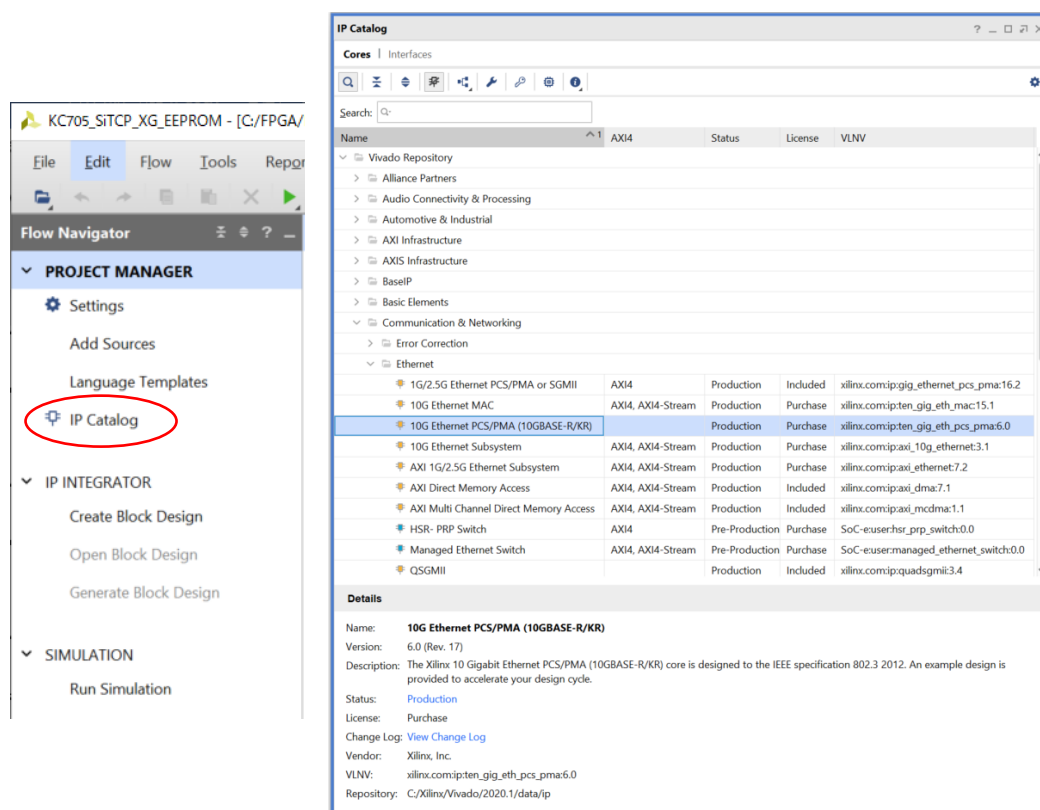 KC705_SiTCP_XG_EEPROM - [C:/FPGA/
File Edit Flow Tools Repor
Flow Navigator ?
PROJECT MANAGER
Settings
Add Sources
Language Templates
IP Catalog
IP INTEGRATOR
Create Block Design
Open Block Design
Generate Block Design
SIMULATION
Run Simulation
IP Catalog ?
Cores | Interfaces
Search:
Name 1 AXI4 Status License VLNV
Vivado Repository
Alliance Partners
Audio Connectivity & Processing
Automotive & Industrial
AXI Infrastructure
AXIS Infrastructure
BaseIP
Basic Elements
Communication & Networking
Error Correction
Ethernet
1G/2.5G Ethernet PCS/PMA or SGMII AXI4 Production Included xilinx.com:ip:gig_ethernet_pcs_pma:16.2
10G Ethernet MAC AXI4, AXI4-Stream Production Purchase xilinx.com:ip:ten_gig_eth_mac:15.1
10G Ethernet PCS/PMA (10GBASE-R/KR) Production Purchase xilinx.com:ip:ten_gig_eth_pcs_pma:6.0
10G Ethernet Subsystem AXI4, AXI4-Stream Production Purchase xilinx.com:ip:axi_10g_ethernet:3.1
AXI 1G/2.5G Ethernet Subsystem AXI4, AXI4-Stream Production Purchase xilinx.com:ip:axi_ethernet:7.2
AXI Direct Memory Access AXI4, AXI4-Stream Production Included xilinx.com:ip:axi_dma:7.1
AXI Multi Channel Direct Memory Access AXI4, AXI4-Stream Production Included xilinx.com:ip:axi_mcdma:1.1
HSR- PRP Switch AXI4 Pre-Production Purchase SoC-e:user:hsr_prp_switch:0.0
Managed Ethernet Switch AXI4, AXI4-Stream Pre-Production Purchase SoC-e:user:managed_ethernet_switch:0.0
QSGMII Production Included xilinx.com:ip:quadsgmii:3.4
Details
Name: 10G Ethernet PCS/PMA (10GBASE-R/KR)
Version: 6.0 (Rev. 17)
Description: The Xilinx 10 Gigabit Ethernet PCS/PMA (10GBASE-R/KR) core is designed to the IEEE specification 802.3 2012. An example design is
provided to accelerate your design cycle.
Status: Production
License: Purchase
Change Log: View Change Log
Vendor: Xilinx, Inc.
VLNV: xilinx.com:ip:ten_gig_eth_pcs_pma:6.0
Repository: C:/Xilinx/Vivado/2020.1/data/ip